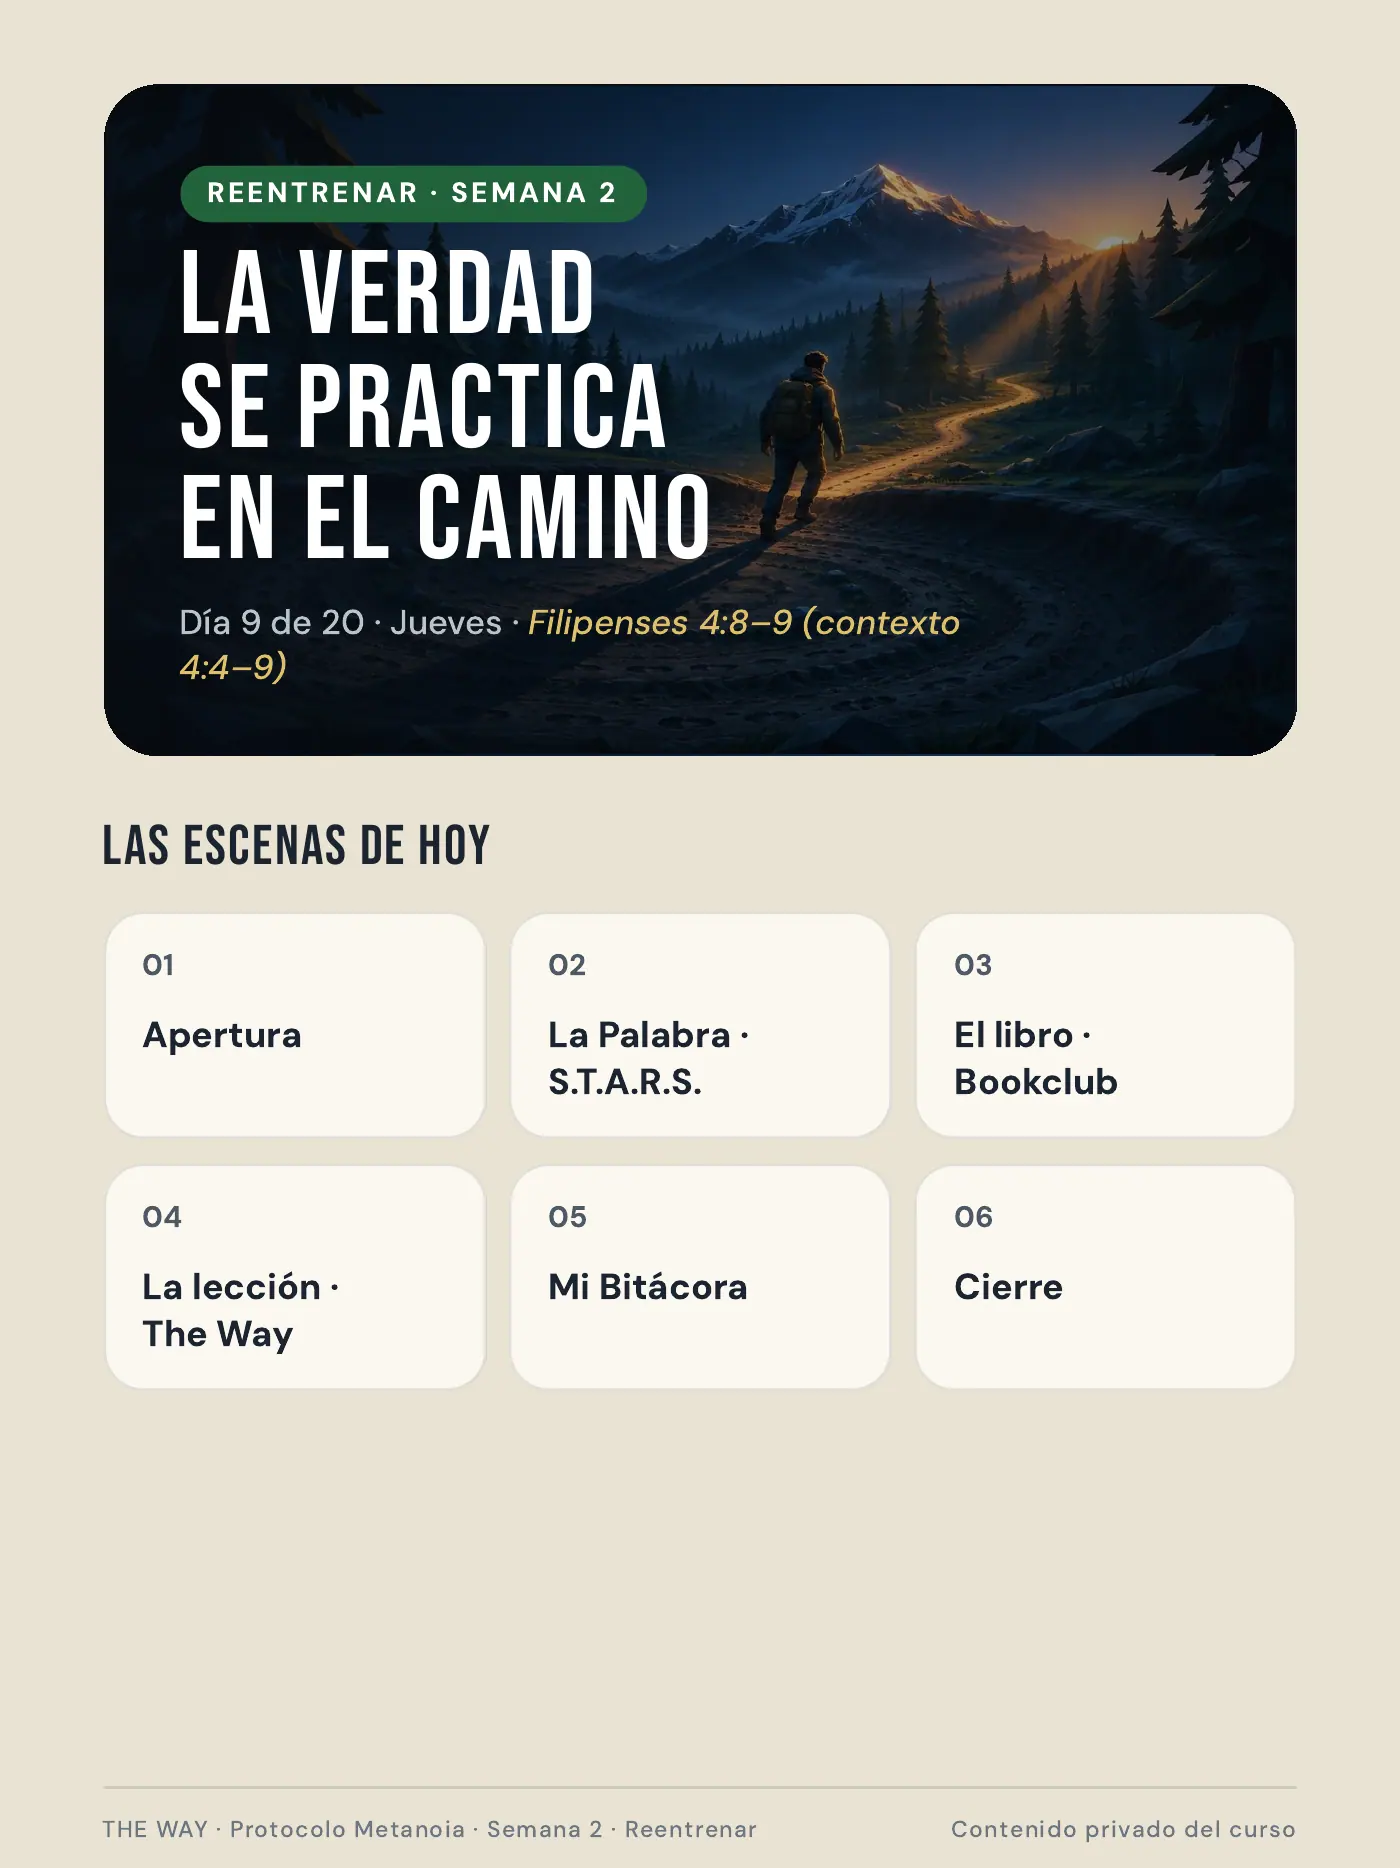 REENTRENAR · SEMANA 2
LA VERDAD
SE PRACTICA
EN EL CAMINO
Día 9 de 20 · Jueves · Filipenses 4:8–9 (contexto
4:4–9)
LAS ESCENAS DE HOY
01
Apertura
02
La Palabra ·
S.T.A.R.S.
03
El libro ·
Bookclub
04
La lección ·
The Way
05
Mi Bitácora
06
Cierre
THE WAY · Protocolo Metanoia · Semana 2 · Reentrenar
Contenido privado del curso